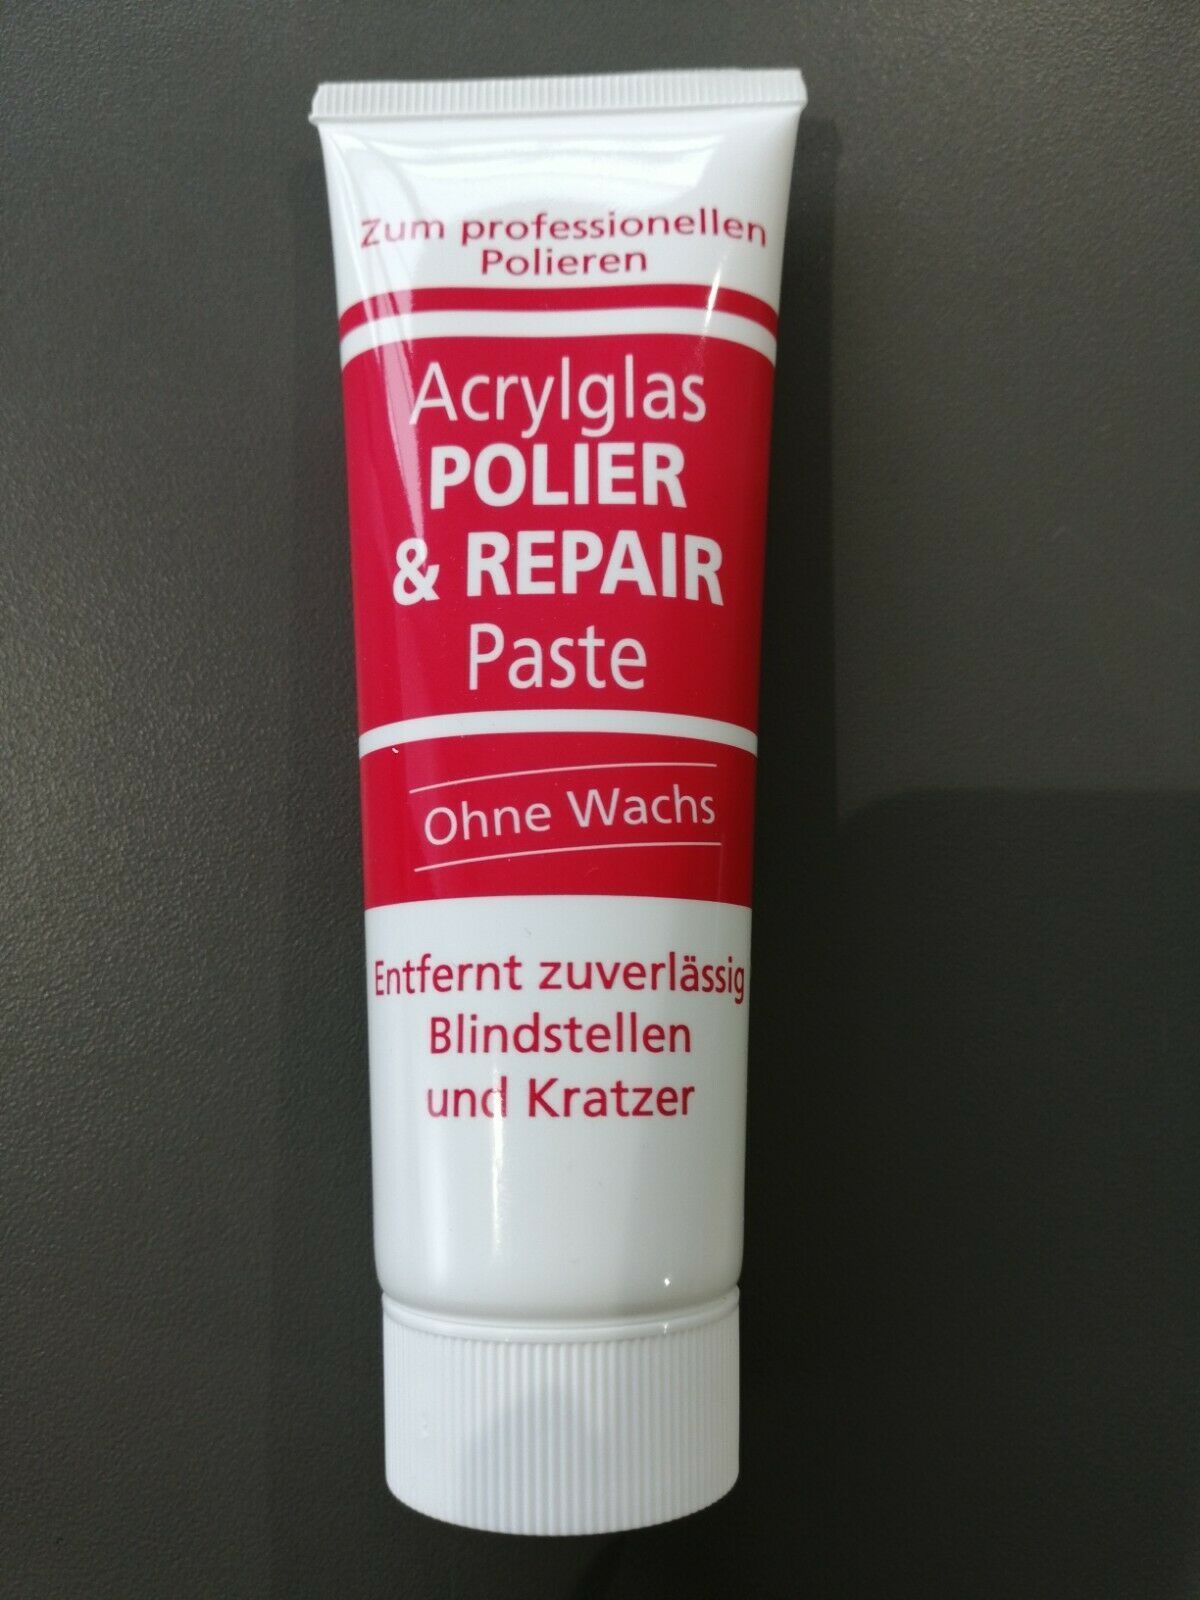 Zum professionellen
Polieren
Acrylglas
POLIER
& REPAIR
Paste
Ohne Wachs
Entfernt zuverlässig
Blindstellen
und Kratzer